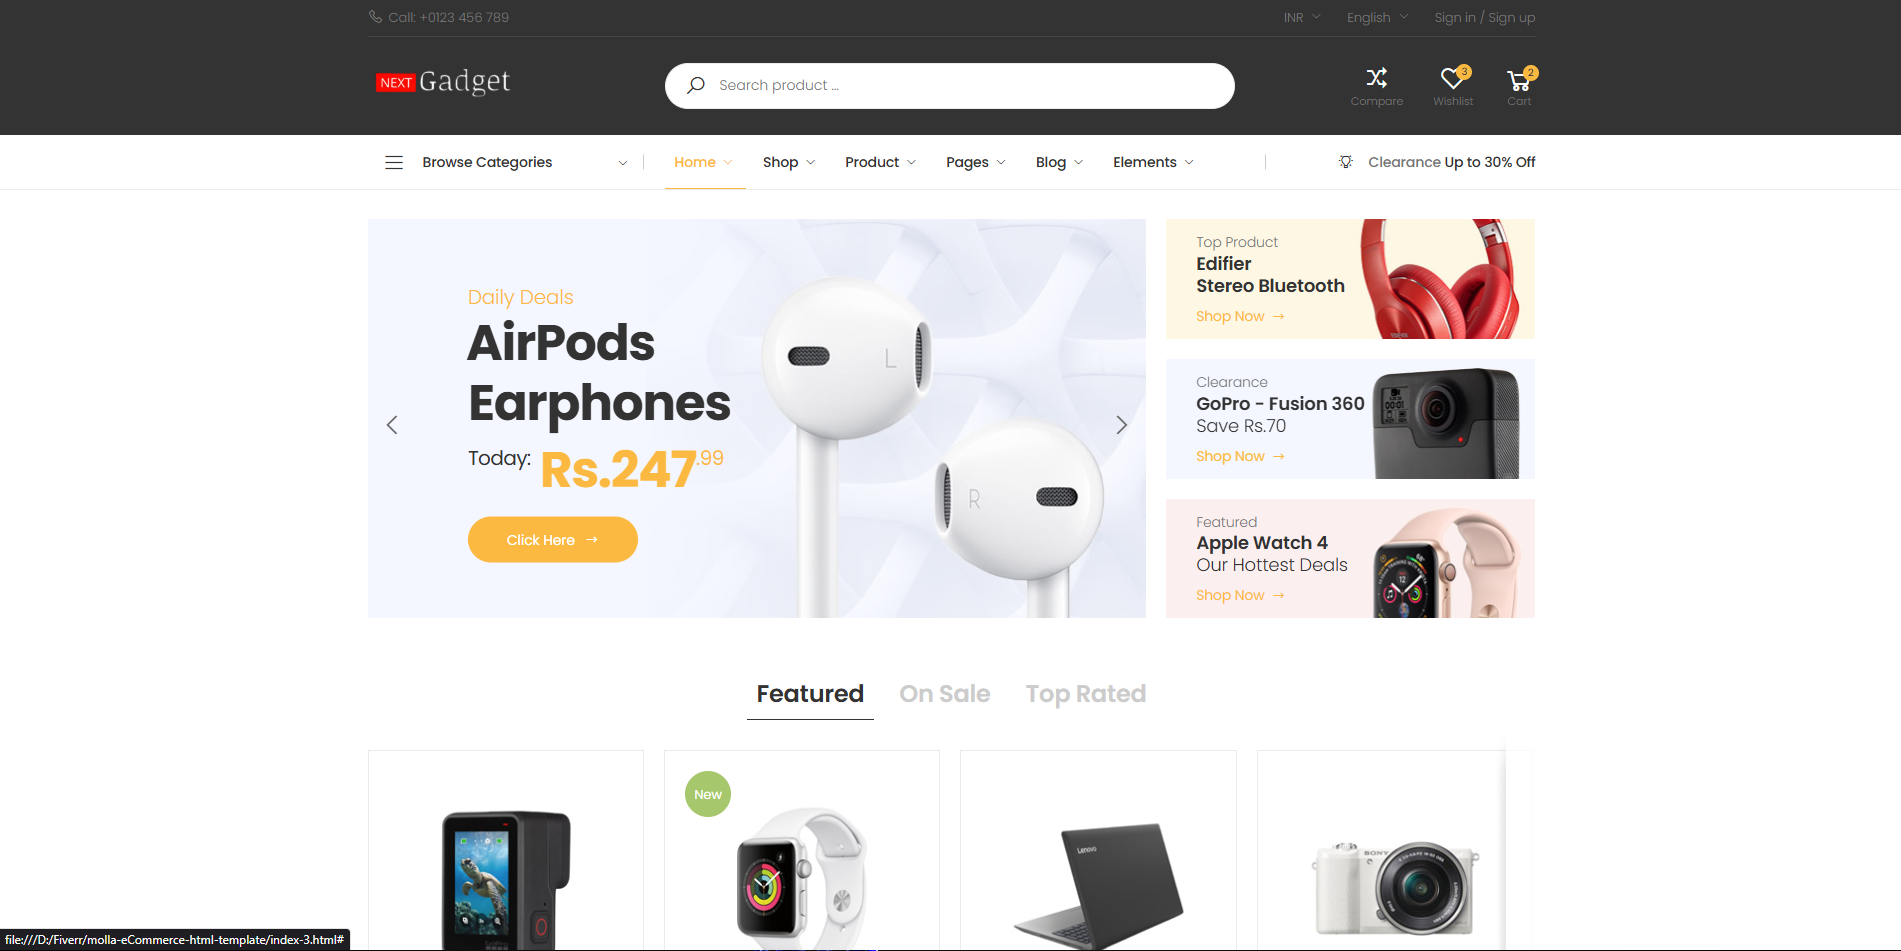 Call: +0123 456 789
INR
English
Sign in / Sign up
NEXT Gadget
Search product ...
3
2
Compare
Wishlist
Cart
Browse Categories
Home
Shop
Product
Pages
Blog
Elements
Clearance Up to 30% Off
Daily Deals
AirPods
Earphones
Today: Rs.247.99
Click Here →
L
R
Top Product
Edifier
Stereo Bluetooth
Shop Now →
Clearance
GoPro - Fusion 360
Save Rs.70
Shop Now →
Featured
Apple Watch 4
Our Hottest Deals
Shop Now →
Featured
On Sale
Top Rated
New
Lenovo
SONY
file:///D:/Fiverr/molla-eCommerce-html-template/index-3.html#